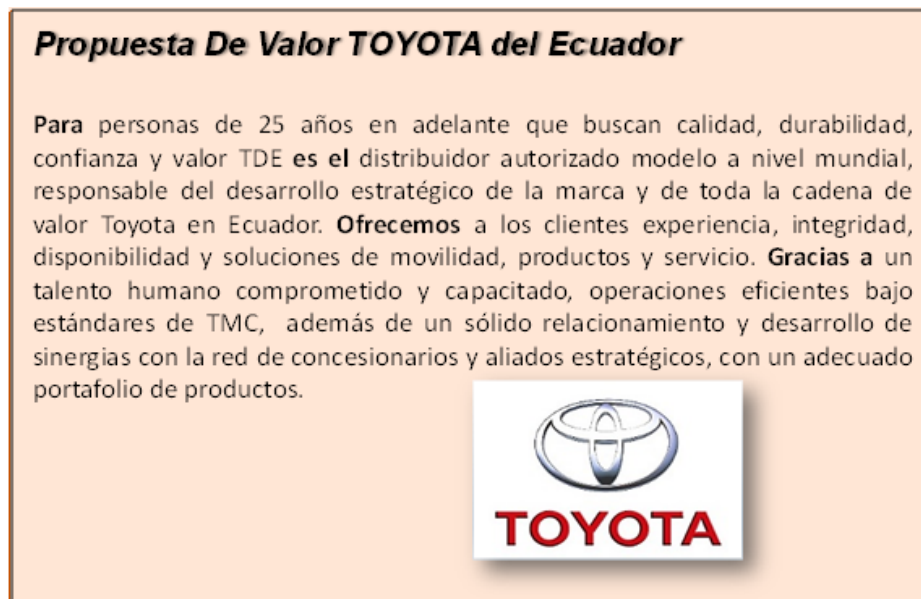 Propuesta De Valor TOYOTA del Ecuador
Para personas de 25 años en adelante que buscan calidad, durabilidad,
confianza y valor TDE es el distribuidor autorizado modelo a nivel mundial,
responsable del desarrollo estratégico de la marca y de toda la cadena de
valor Toyota en Ecuador. Ofrecemos a los clientes experiencia, integridad,
disponibilidad y soluciones de movilidad, productos y servicio. Gracias a un
talento humano comprometido y capacitado, operaciones eficientes bajo
estándares de TMC, además de un sólido relacionamiento y desarrollo de
sinergias con la red de concesionarios y aliados estratégicos, con un adecuado
portafolio de productos.
TOYOTA